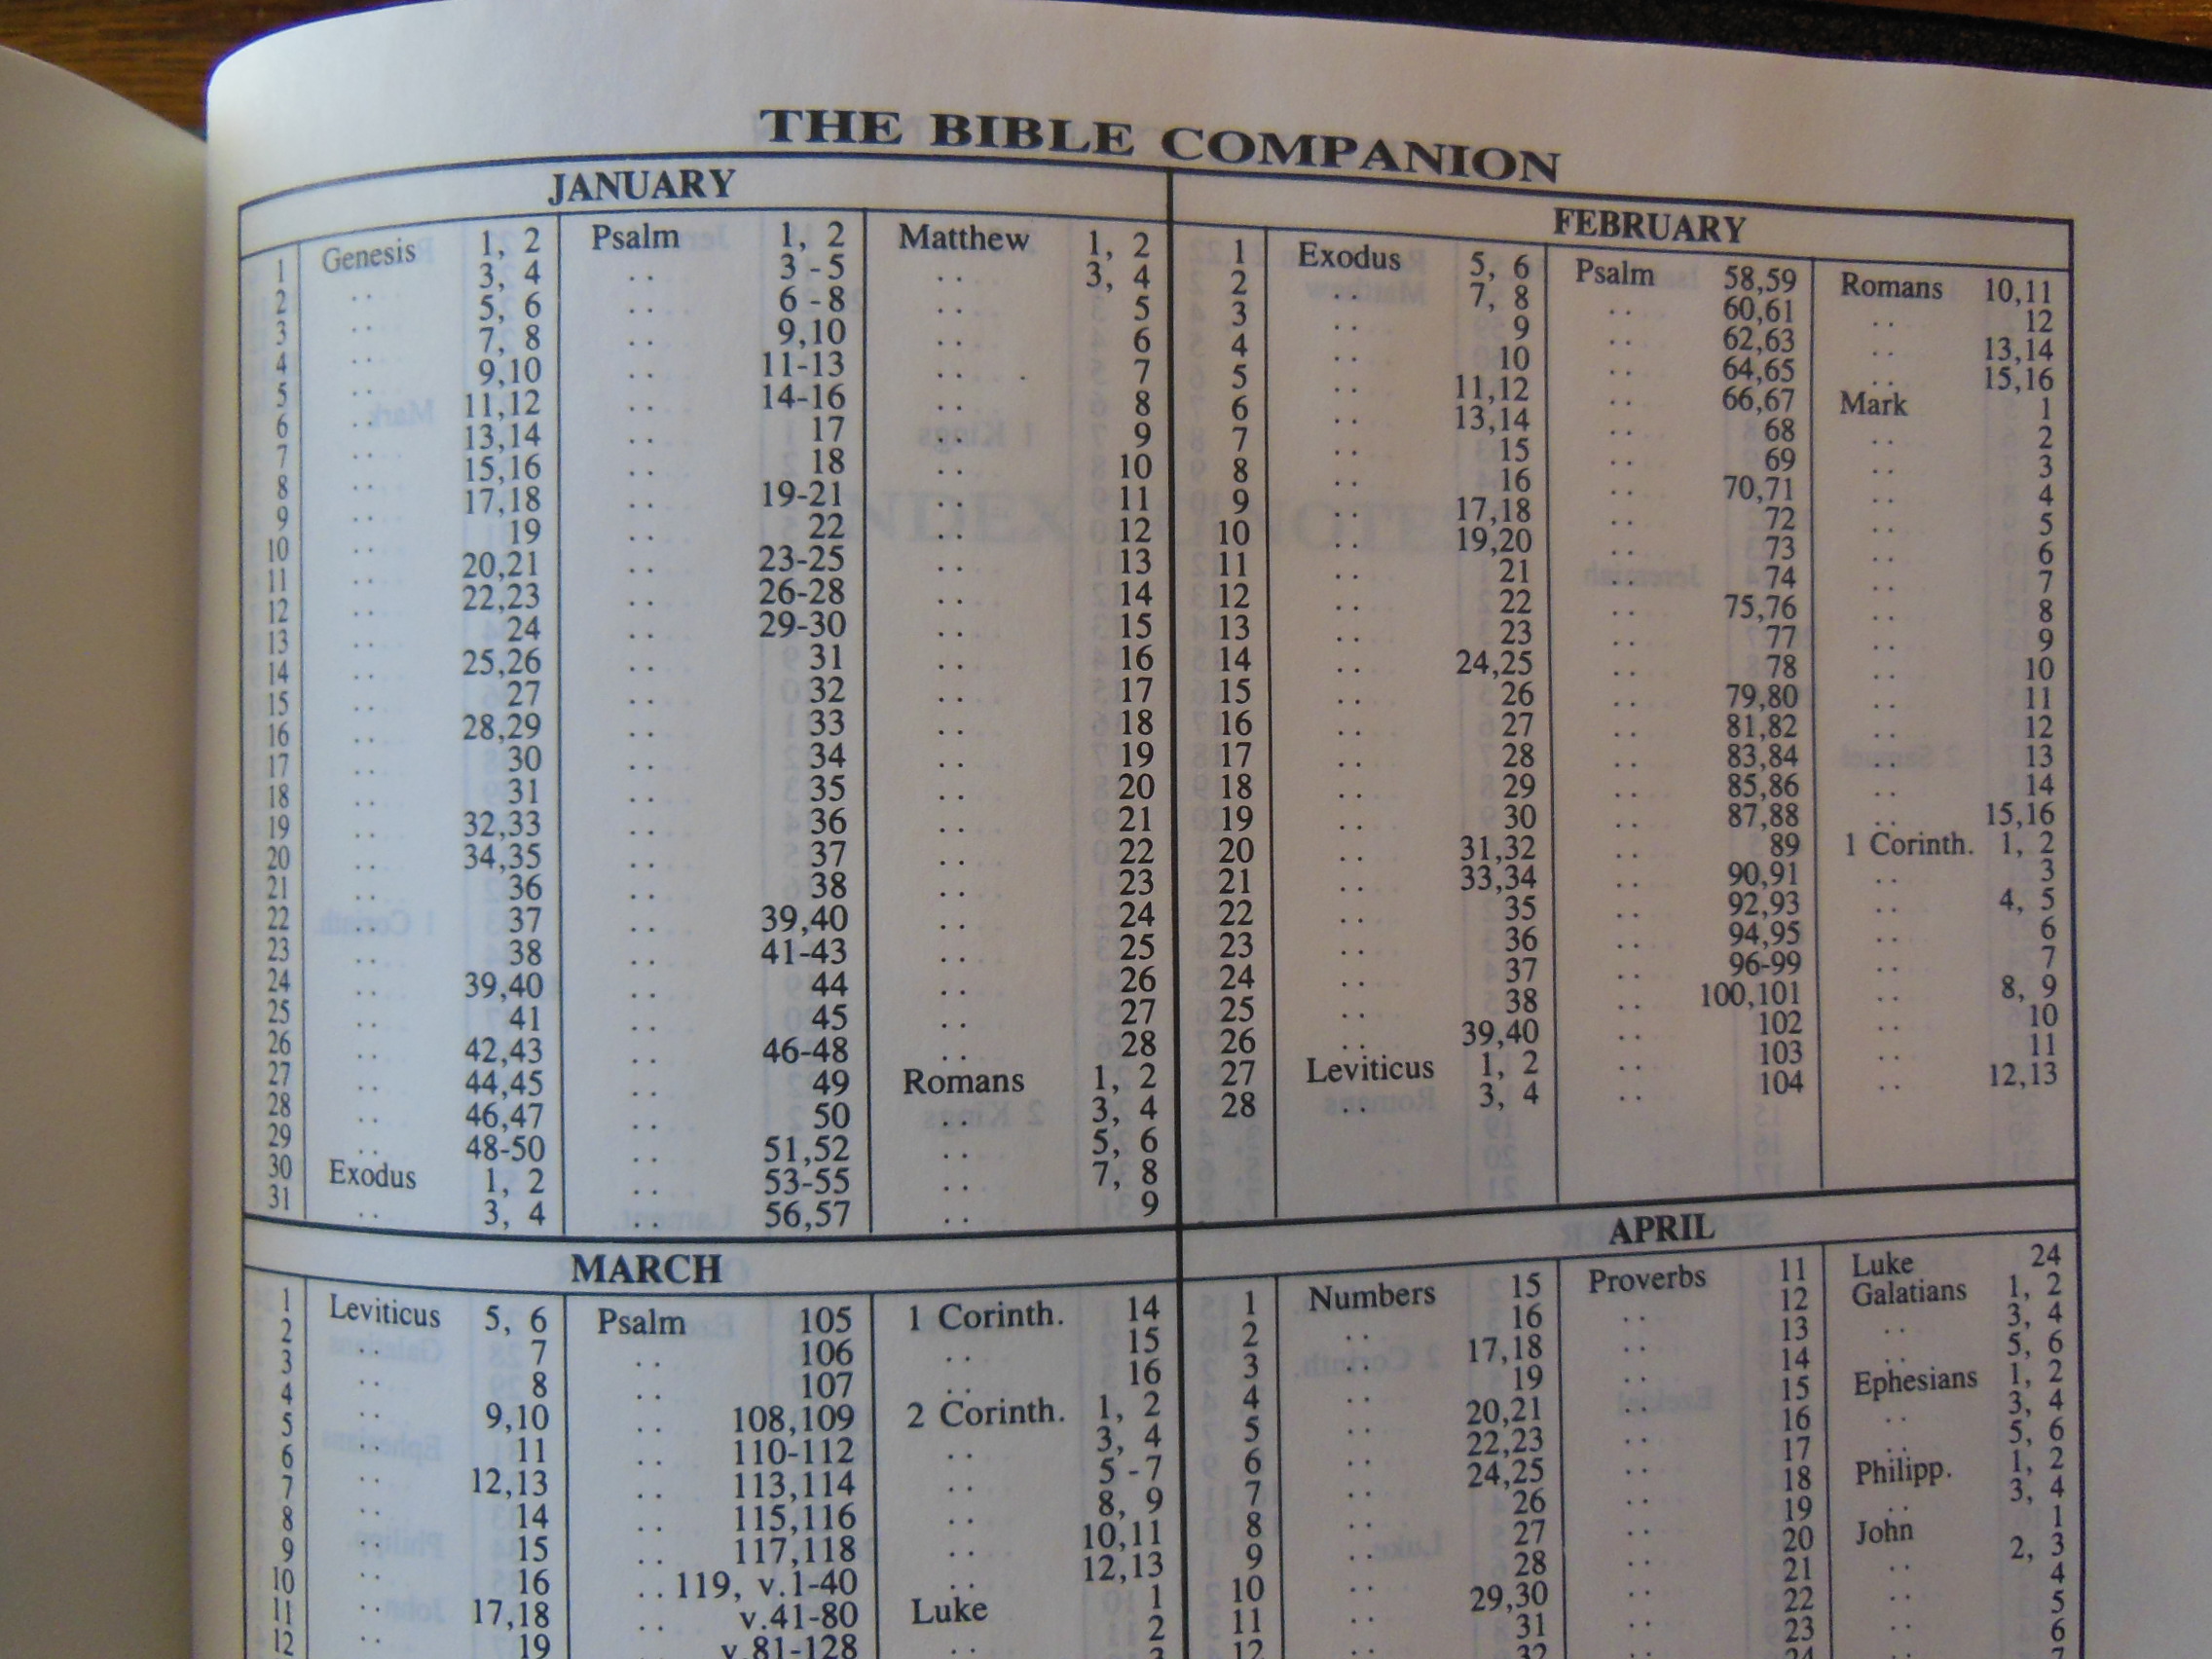 THE BIBLE COMPANION
JANUARY
1 Genesis 1, 2 Psalm 1, 2 Matthew 1, 2
2 .. 3, 4 .. 3-5 .. 3, 4
3 .. 5, 6 .. 6-8 .. 5
4 .. 7, 8 .. 9,10 .. 6
5 .. 9,10 .. 11-13 .. 7
6 .. 11,12 .. 14-16 .. 8
7 .. 13,14 .. 17 .. 9
8 .. 15,16 .. 18 .. 10
9 .. 17,18 .. 19-21 .. 11
10 .. 19 .. 22 .. 12
11 .. 20,21 .. 23-25 .. 13
12 .. 22,23 .. 26-28 .. 14
13 .. 24 .. 29-30 .. 15
14 .. 25,26 .. 31 .. 16
15 .. 27 .. 32 .. 17
16 .. 28,29 .. 33 .. 18
17 .. 30 .. 34 .. 19
18 .. 31 .. 35 .. 20
19 .. 32,33 .. 36 .. 21
20 .. 34,35 .. 37 .. 22
21 .. 36 .. 38 .. 23
22 .. 37 .. 39,40 .. 24
23 .. 38 .. 41-43 .. 25
24 .. 39,40 .. 44 .. 26
25 .. 41 .. 45 .. 27
26 .. 42,43 .. 46-48 .. 28
27 .. 44,45 .. 49 Romans 1, 2
28 .. 46,47 .. 50 .. 3, 4
29 .. 48-50 .. 51,52 .. 5, 6
30 Exodus 1, 2 .. 53-55 .. 7, 8
31 .. 3, 4 .. 56,57 .. 9
FEBRUARY
1 Exodus 5, 6 Psalm 58,59 Romans 10,11
2 .. 7, 8 .. 60,61 .. 12
3 .. 9 .. 62,63 .. 13,14
4 .. 10 .. 64,65 .. 15,16
5 .. 11,12 .. 66,67 Mark 1
6 .. 13,14 .. 68 .. 2
7 .. 15 .. 69 .. 3
8 .. 16 .. 70,71 .. 4
9 .. 17,18 .. 72 .. 5
10 .. 19,20 .. 73 .. 6
11 .. 21 .. 74 .. 7
12 .. 22 .. 75,76 .. 8
13 .. 23 .. 77 .. 9
14 .. 24,25 .. 78 .. 10
15 .. 26 .. 79,80 .. 11
16 .. 27 .. 81,82 .. 12
17 .. 28 .. 83,84 .. 13
18 .. 29 .. 85,86 .. 14
19 .. 30 .. 87,88 .. 15,16
20 .. 31,32 .. 89 1 Corinth. 1, 2
21 .. 33,34 .. 90,91 .. 3
22 .. 35 .. 92,93 .. 4, 5
23 .. 36 .. 94,95 .. 6
24 .. 37 .. 96-99 .. 7
25 .. 38 .. 100,101 .. 8, 9
26 .. 39,40 .. 102 .. 10
27 Leviticus 1, 2 .. 103 .. 11
28 .. 3, 4 .. 104 .. 12,13
MARCH
1 Leviticus 5, 6 Psalm 105 1 Corinth. 14
2 .. 7 .. 106 .. 15
3 .. 8 .. 107 .. 16
4 .. 9,10 .. 108,109 2 Corinth. 1, 2
5 .. 11 .. 110-112 .. 3, 4
6 .. 12,13 .. 113,114 .. 5-7
7 .. 14 .. 115,116 .. 8, 9
8 .. 15 .. 117,118 .. 10,11
9 .. 16 .. 119, v.1-40 .. 12,13
10 .. 17,18 v.41-80 Luke 1
11 .. 19 v.81-128 .. 2
12 3
APRIL
1 Numbers 15 Proverbs 11 Luke 24
2 .. 16 .. 12 Galatians 1, 2
3 .. 17,18 .. 13 .. 3, 4
4 .. 19 .. 14 .. 5, 6
5 .. 20,21 .. 15 Ephesians 1, 2
6 .. 22,23 .. 16 .. 3, 4
7 .. 24,25 .. 17 .. 5, 6
8 .. 26 .. 18 Philipp. 1, 2
9 .. 27 .. 19 .. 3, 4
10 .. 28 .. 20 John 1
11 .. 29,30 .. 21 .. 2, 3
12 .. 31 .. 22 .. 4
32 .. 23 .. 5
24 .. 6
7